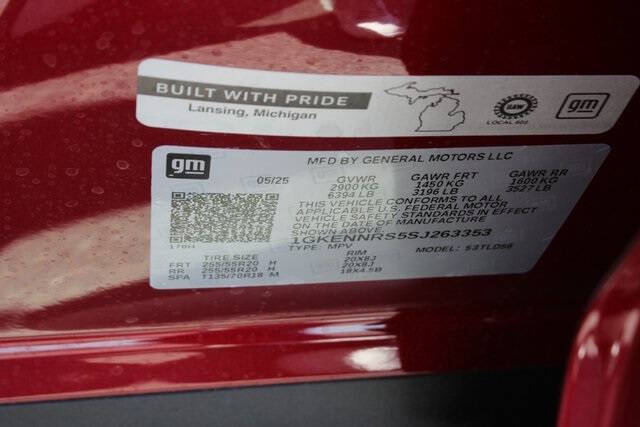 BUILT WITH PRIDE
Lansing, Michigan
UAW
LOCAL 602
gm
gm
MFD BY GENERAL MOTORS LLC
05/25 GVWR GAWR FRT GAWR RR
2900 KG 1450 KG 1600 KG
6394 LB 3196 LB 3527 LB
THIS VEHICLE CONFORMS TO ALL
APPLICABLE U.S. FEDERAL MOTOR
VEHICLE SAFETY STANDARDS IN EFFECT
ON THE DATE OF MANUFACTURE
SHOWN ABOVE.
1GKENNRS5SJ263353
TYPE: MPV MODEL: 53TLD56
TIRE SIZE RIM
FRT 255/55R20 H 20X8J
RR 255/55R20 H 20X8J
SPA T135/70R18 M 18X4.5B